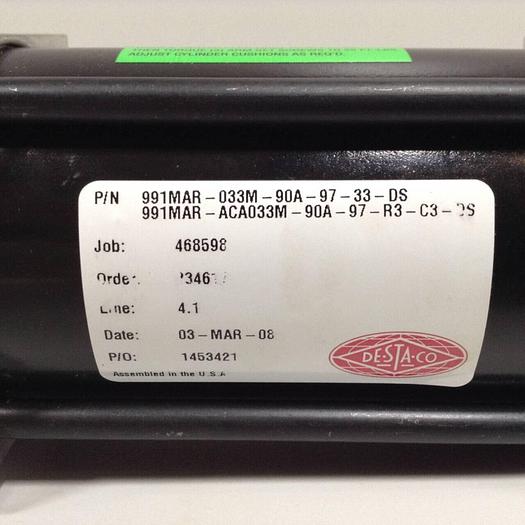 ADJUST CYLINDER CUSHIONS AS REQ'D.
P/N 991MAR-033M-90A-97-33-DS
991MAR-ACA033M-90A-97-R3-C3-
Job: 468598
Order:
Line: 4.1
Date: 03-MAR-08
P/O: 1453421
Assembled in the U.S.A
DE-STA-CO